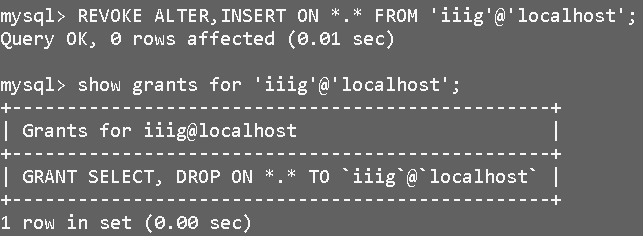 mysql> REVOKE ALTER,INSERT ON *.* FROM 'iiig'@'localhost';
Query OK, 0 rows affected (0.01 sec)
mysql> show grants for 'iiig'@'localhost';
+-------------------------------------------------+
| Grants for iiig@localhost                       |
+-------------------------------------------------+
| GRANT SELECT, DROP ON *.* TO `iiig`@`localhost` |
+-------------------------------------------------+
1 row in set (0.00 sec)